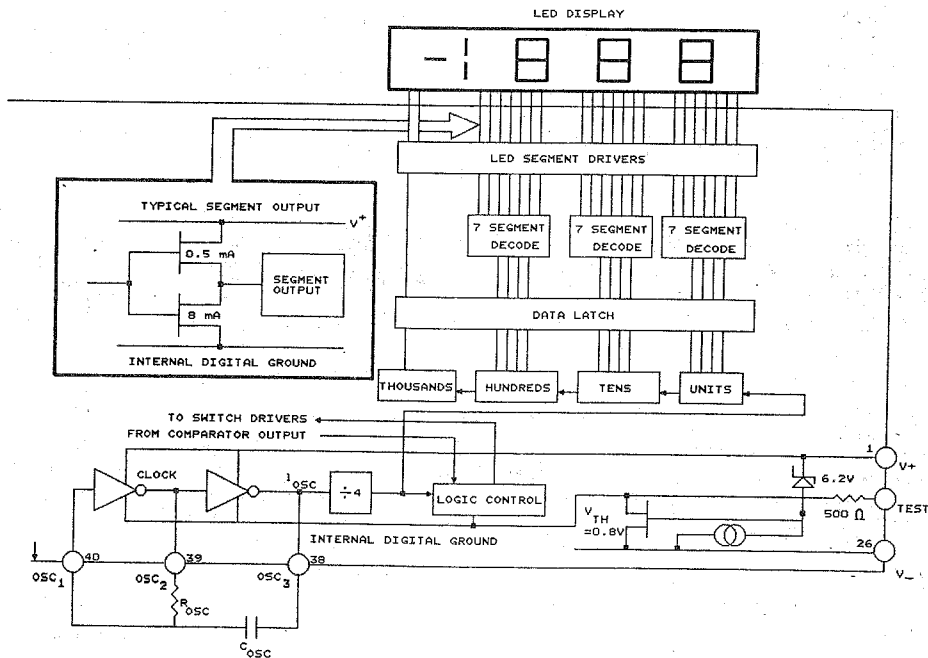 LED DISPLAY
LED SEGMENT DRIVERS
TYPICAL SEGMENT OUTPUT
V+
0.5 mA
SEGMENT
OUTPUT
8 mA
INTERNAL DIGITAL GROUND
7 SEGMENT
DECODE
7 SEGMENT
DECODE
7 SEGMENT
DECODE
DATA LATCH
THOUSANDS
HUNDREDS
TENS
UNITS
TO SWITCH DRIVERS
FROM COMPARATOR OUTPUT
CLOCK
1OSC
÷4
LOGIC CONTROL
1
V+
6.2V
TEST
500 Ω
VTH
≃0.8V
INTERNAL DIGITAL GROUND
26
V-
40
OSC1
39
OSC2
38
OSC3
ROSC
COSC